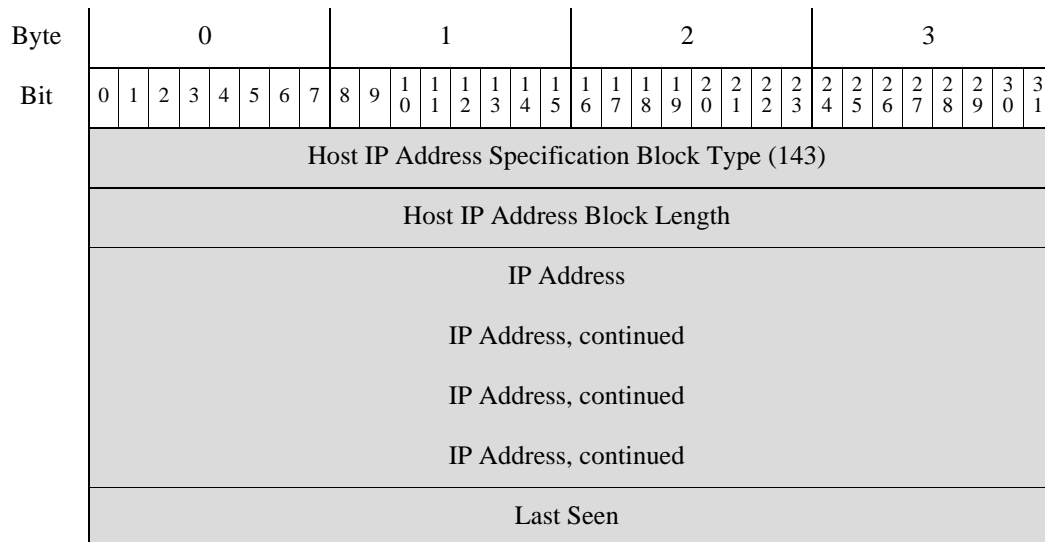 Byte 0 1 2 3
Bit 0 1 2 3 4 5 6 7 8 9 10 11 12 13 14 15 16 17 18 19 20 21 22 23 24 25 26 27 28 29 30 31
Host IP Address Specification Block Type (143)
Host IP Address Block Length
IP Address
IP Address, continued
IP Address, continued
IP Address, continued
Last Seen